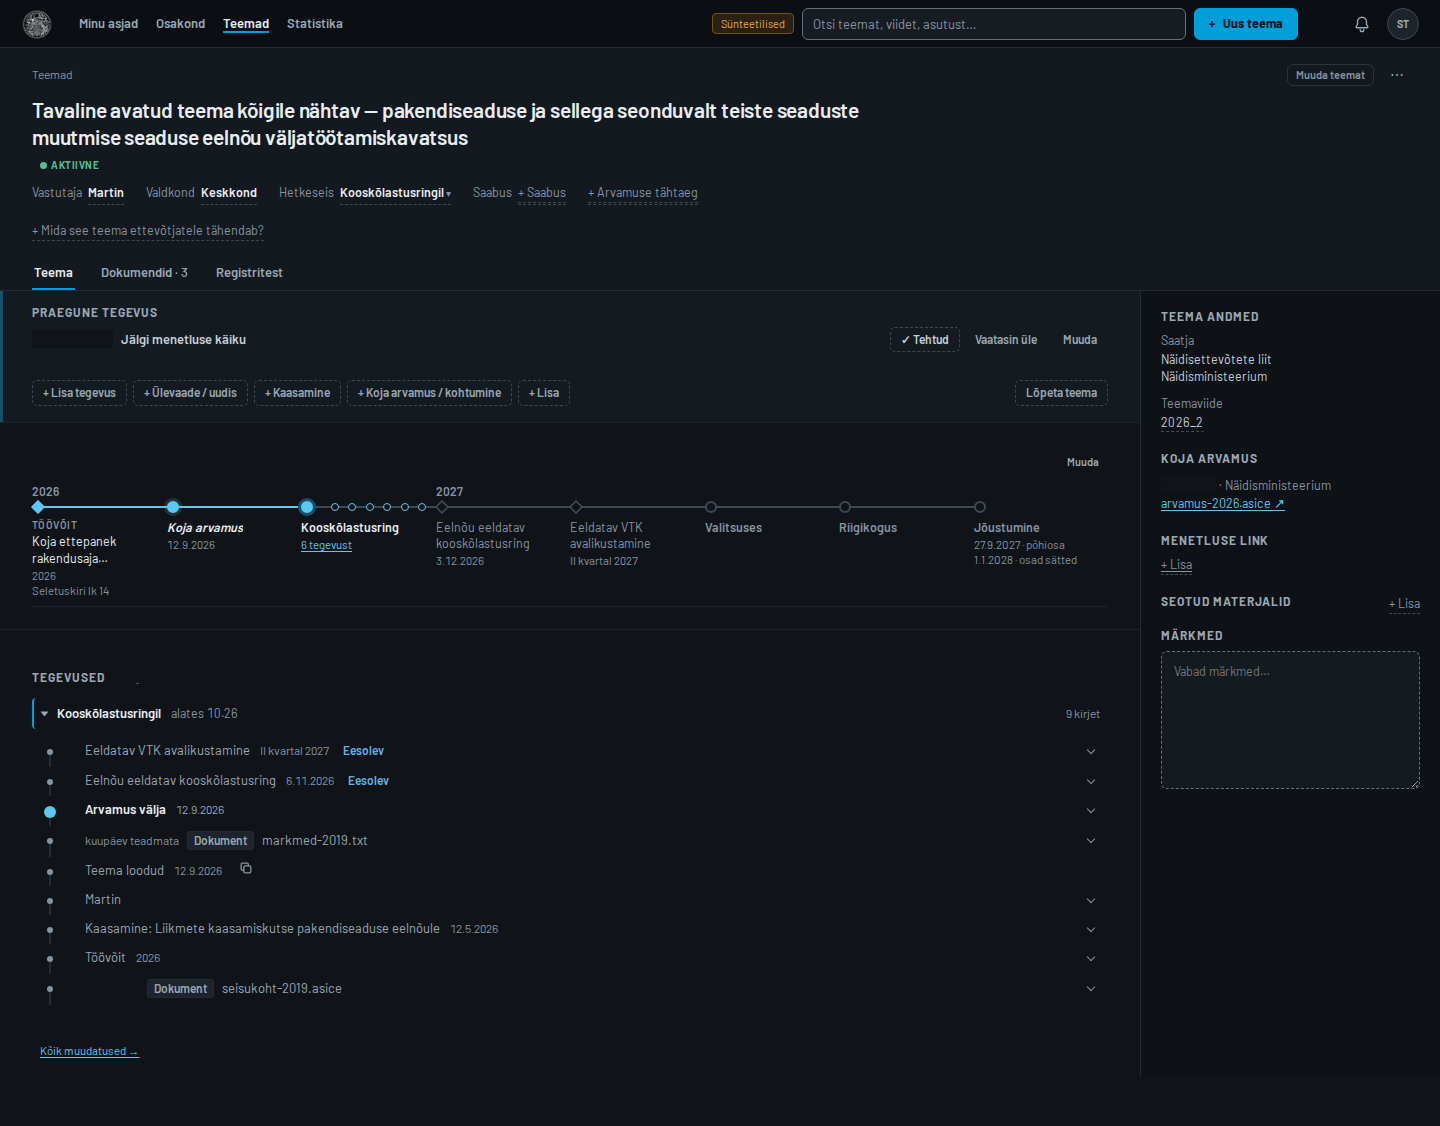 Minu asjad Osakond Teemad Statistika Sünteetilised Otsi teemat, viidet, asutust... + Uus teema ST
Teemad Muuda teemat ...
Tavaline avatud teema kõigile nähtav — pakendiseaduse ja sellega seonduvalt teiste seaduste
muutmise seaduse eelnõu väljatöötamiskavatsus
AKTIIVNE
Vastutaja Martin Valdkond Keskkond Hetkeseis Kooskõlastusringil ▾ Saabus + Saabus + Arvamuse tähtaeg
+ Mida see teema ettevõtjatele tähendab?
Teema Dokumendid · 3 Registritest
PRAEGUNE TEGEVUS
Jälgi menetluse käiku ✓ Tehtud Vaatasin üle Muuda
+ Lisa tegevus + Ülevaade / uudis + Kaasamine + Koja arvamus / kohtumine + Lisa Lõpeta teema
Muuda
2026 2027
TÖÖVÕIT
Koja ettepanek
rakendusaja...
2026
Seletuskiri lk 14
Koja arvamus
12.9.2026
Kooskõlastusring
6 tegevust
Eelnõu eeldatav
kooskõlastusring
3.12.2026
Eeldatav VTK
avalikustamine
II kvartal 2027
Valitsuses
Riigikogus
Jõustumine
27.9.2027 · põhiosa
1.1.2028 · osad sätted
TEGEVUSED
Kooskõlastusringil alates 10.26 9 kirjet
Eeldatav VTK avalikustamine II kvartal 2027 Eesolev
Eelnõu eeldatav kooskõlastusring 6.11.2026 Eesolev
Arvamus välja 12.9.2026
kuupäev teadmata Dokument markmed-2019.txt
Teema loodud 12.9.2026
Martin
Kaasamine: Liikmete kaasamiskutse pakendiseaduse eelnõule 12.5.2026
Töövõit 2026
Dokument seisukoht-2019.asice
Kõik muudatused →
TEEMA ANDMED
Saatja
Näidisettevõtete liit
Näidisministeerium
Teemaviide
2026_2
KOJA ARVAMUS
· Näidisministeerium
arvamus-2026.asice ↗
MENETLUSE LINK
+ Lisa
SEOTUD MATERJALID + Lisa
MÄRKMED
Vabad märkmed...